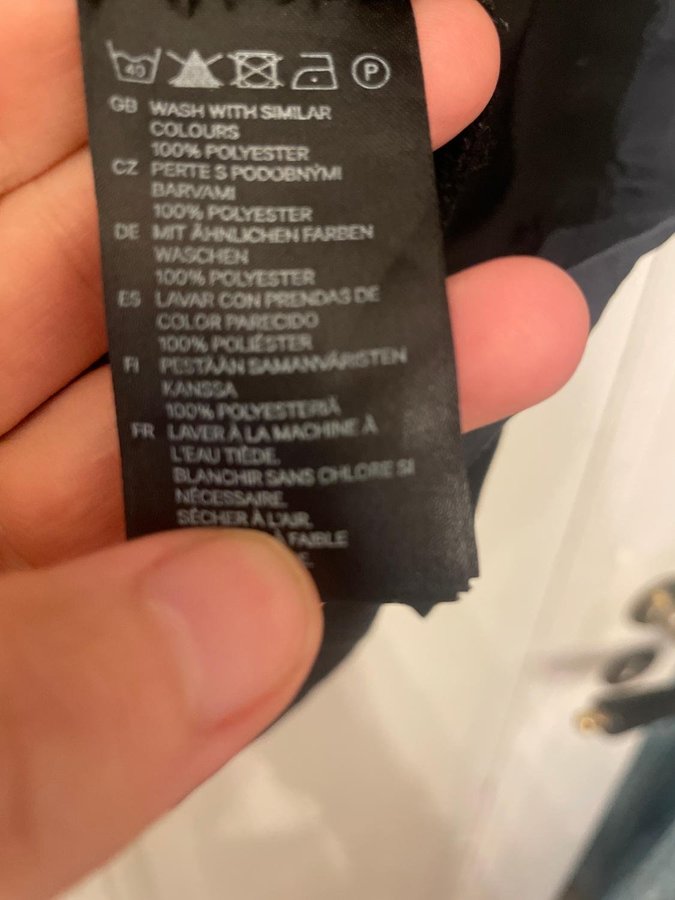 40 P
GB WASH WITH SIMILAR
COLOURS
100% POLYESTER
CZ PERTE S PODOBNÝMI
BARVAMI
100% POLYESTER
DE MIT ÄHNLICHEN FARBEN
WASCHEN
100% POLYESTER
ES LAVAR CON PRENDAS DE
COLOR PARECIDO
100% POLIÉSTER
FI PESTÄÄN SAMANVÄRISTEN
KANSSA
100% POLYESTERIÄ
FR LAVER À LA MACHINE À
L'EAU TIÈDE.
BLANCHIR SANS CHLORE SI
NÉCESSAIRE.
SÉCHER À L'AIR.
À FAIBLE